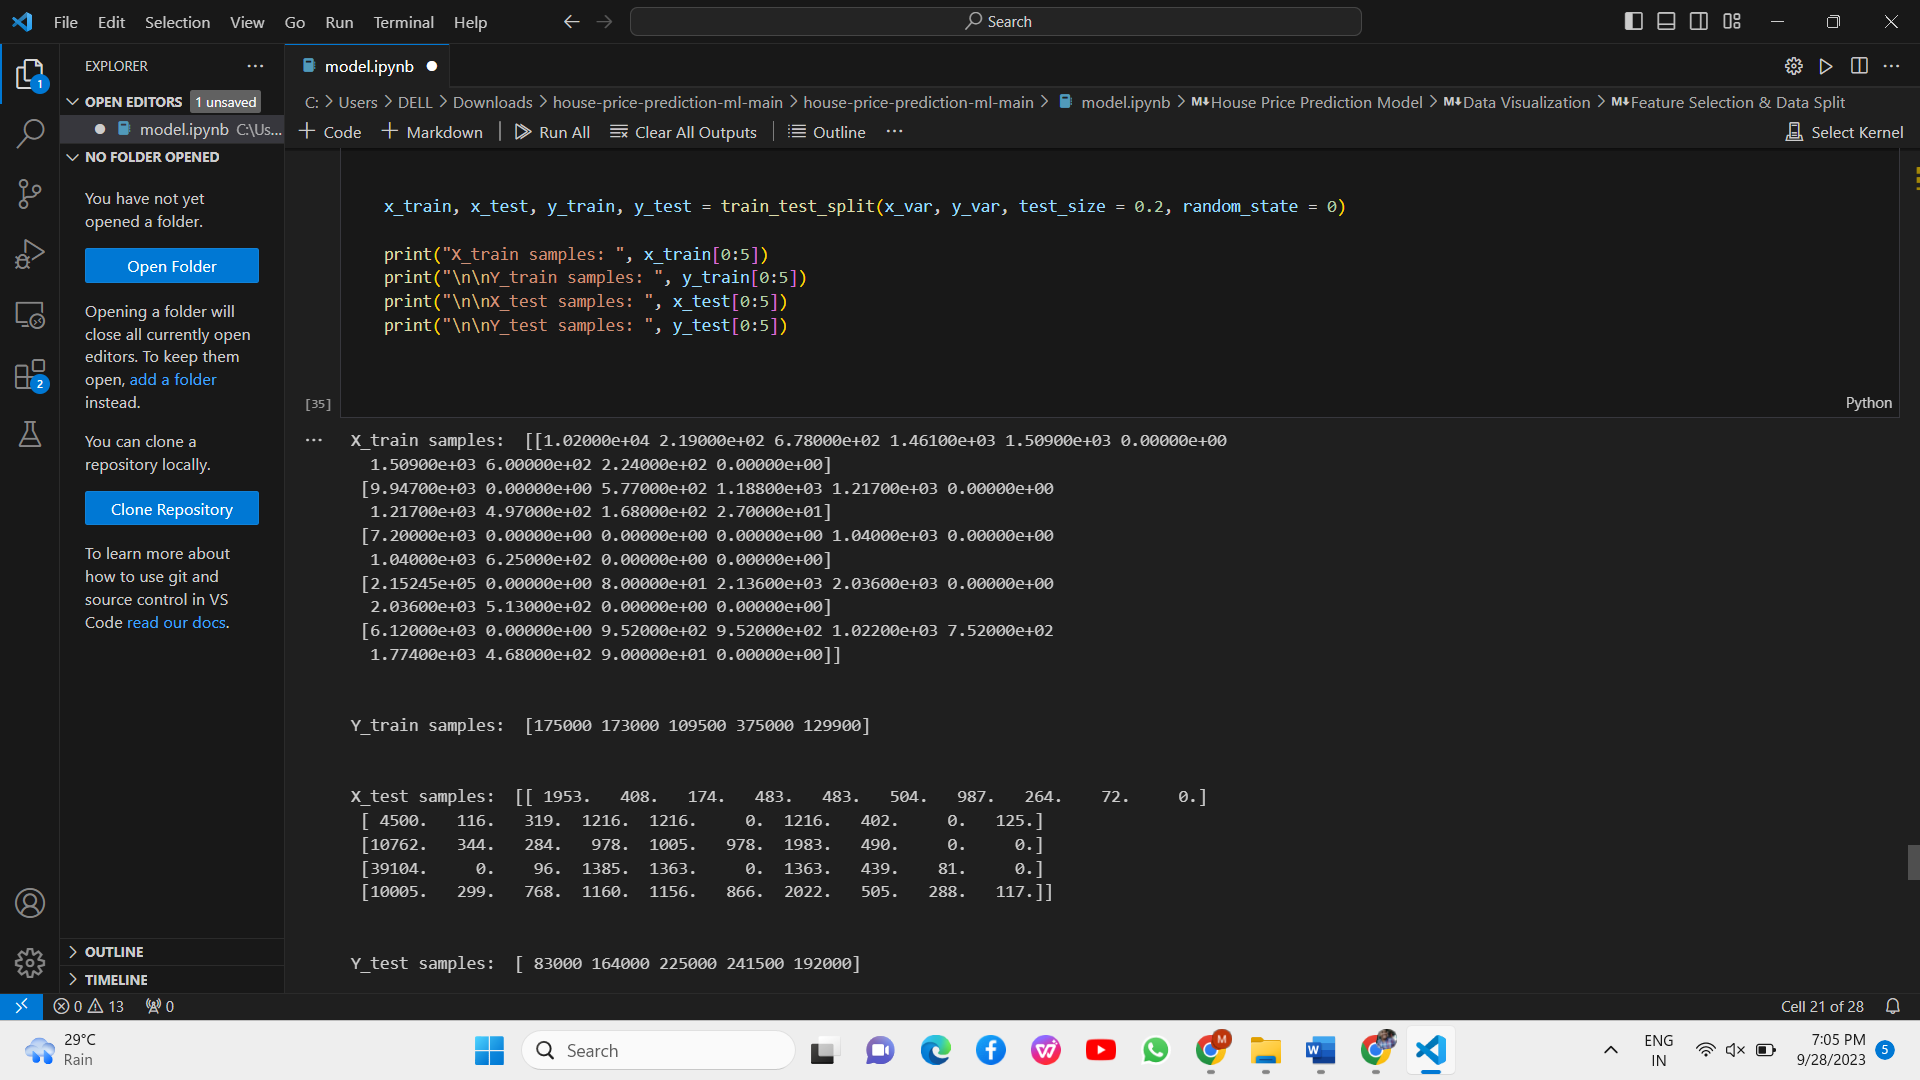 File Edit Selection View Go Run Terminal Help
Search
EXPLORER
1
OPEN EDITORS 1 unsaved
model.ipynb C:\Us...
NO FOLDER OPENED
You have not yet
opened a folder.
Open Folder
Opening a folder will
close all currently open
editors. To keep them
open, add a folder
instead.
You can clone a
repository locally.
Clone Repository
To learn more about
how to use git and
source control in VS
Code read our docs.
2
OUTLINE
TIMELINE
model.ipynb
C: > Users > DELL > Downloads > house-price-prediction-ml-main > house-price-prediction-ml-main > model.ipynb > M↓House Price Prediction Model > M↓Data Visualization > M↓Feature Selection & Data Split
+ Code + Markdown Run All Clear All Outputs Outline ... Select Kernel
x_train, x_test, y_train, y_test = train_test_split(x_var, y_var, test_size = 0.2, random_state = 0)
print("X_train samples: ", x_train[0:5])
print("\n\nY_train samples: ", y_train[0:5])
print("\n\nX_test samples: ", x_test[0:5])
print("\n\nY_test samples: ", y_test[0:5])
[35]
Python
X_train samples:  [[1.02000e+04 2.19000e+02 6.78000e+02 1.46100e+03 1.50900e+03 0.00000e+00
1.50900e+03 6.00000e+02 2.24000e+02 0.00000e+00]
[9.94700e+03 0.00000e+00 5.77000e+02 1.18800e+03 1.21700e+03 0.00000e+00
1.21700e+03 4.97000e+02 1.68000e+02 2.70000e+01]
[7.20000e+03 0.00000e+00 0.00000e+00 0.00000e+00 1.04000e+03 0.00000e+00
1.04000e+03 6.25000e+02 0.00000e+00 0.00000e+00]
[2.15245e+05 0.00000e+00 8.00000e+01 2.13600e+03 2.03600e+03 0.00000e+00
2.03600e+03 5.13000e+02 0.00000e+00 0.00000e+00]
[6.12000e+03 0.00000e+00 9.52000e+02 9.52000e+02 1.02200e+03 7.52000e+02
1.77400e+03 4.68000e+02 9.00000e+01 0.00000e+00]]
Y_train samples:  [175000 173000 109500 375000 129900]
X_test samples:  [[ 1953.   408.   174.   483.   483.   504.   987.   264.    72.     0.]
[ 4500.   116.   319.  1216.  1216.     0.  1216.   402.     0.   125.]
[10762.   344.   284.   978.  1005.   978.  1983.   490.     0.     0.]
[39104.     0.    96.  1385.  1363.     0.  1363.   439.    81.     0.]
[10005.   299.   768.  1160.  1156.   866.  2022.   505.   288.   117.]]
Y_test samples:  [ 83000 164000 225000 241500 192000]
0 13 0
Cell 21 of 28
29°C
Rain
Search
M
W
ENG
IN
7:05 PM
9/28/2023
5